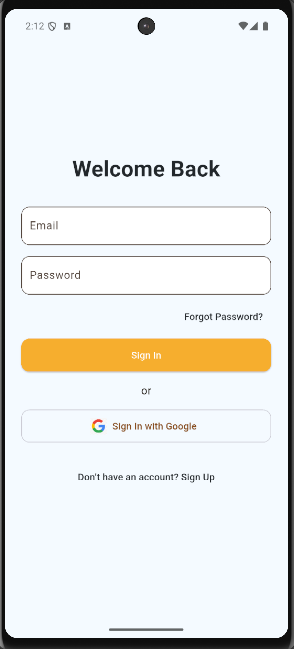 2:12
Welcome Back
Email
Password
Forgot Password?
Sign In
or
Sign In with Google
Don't have an account? Sign Up